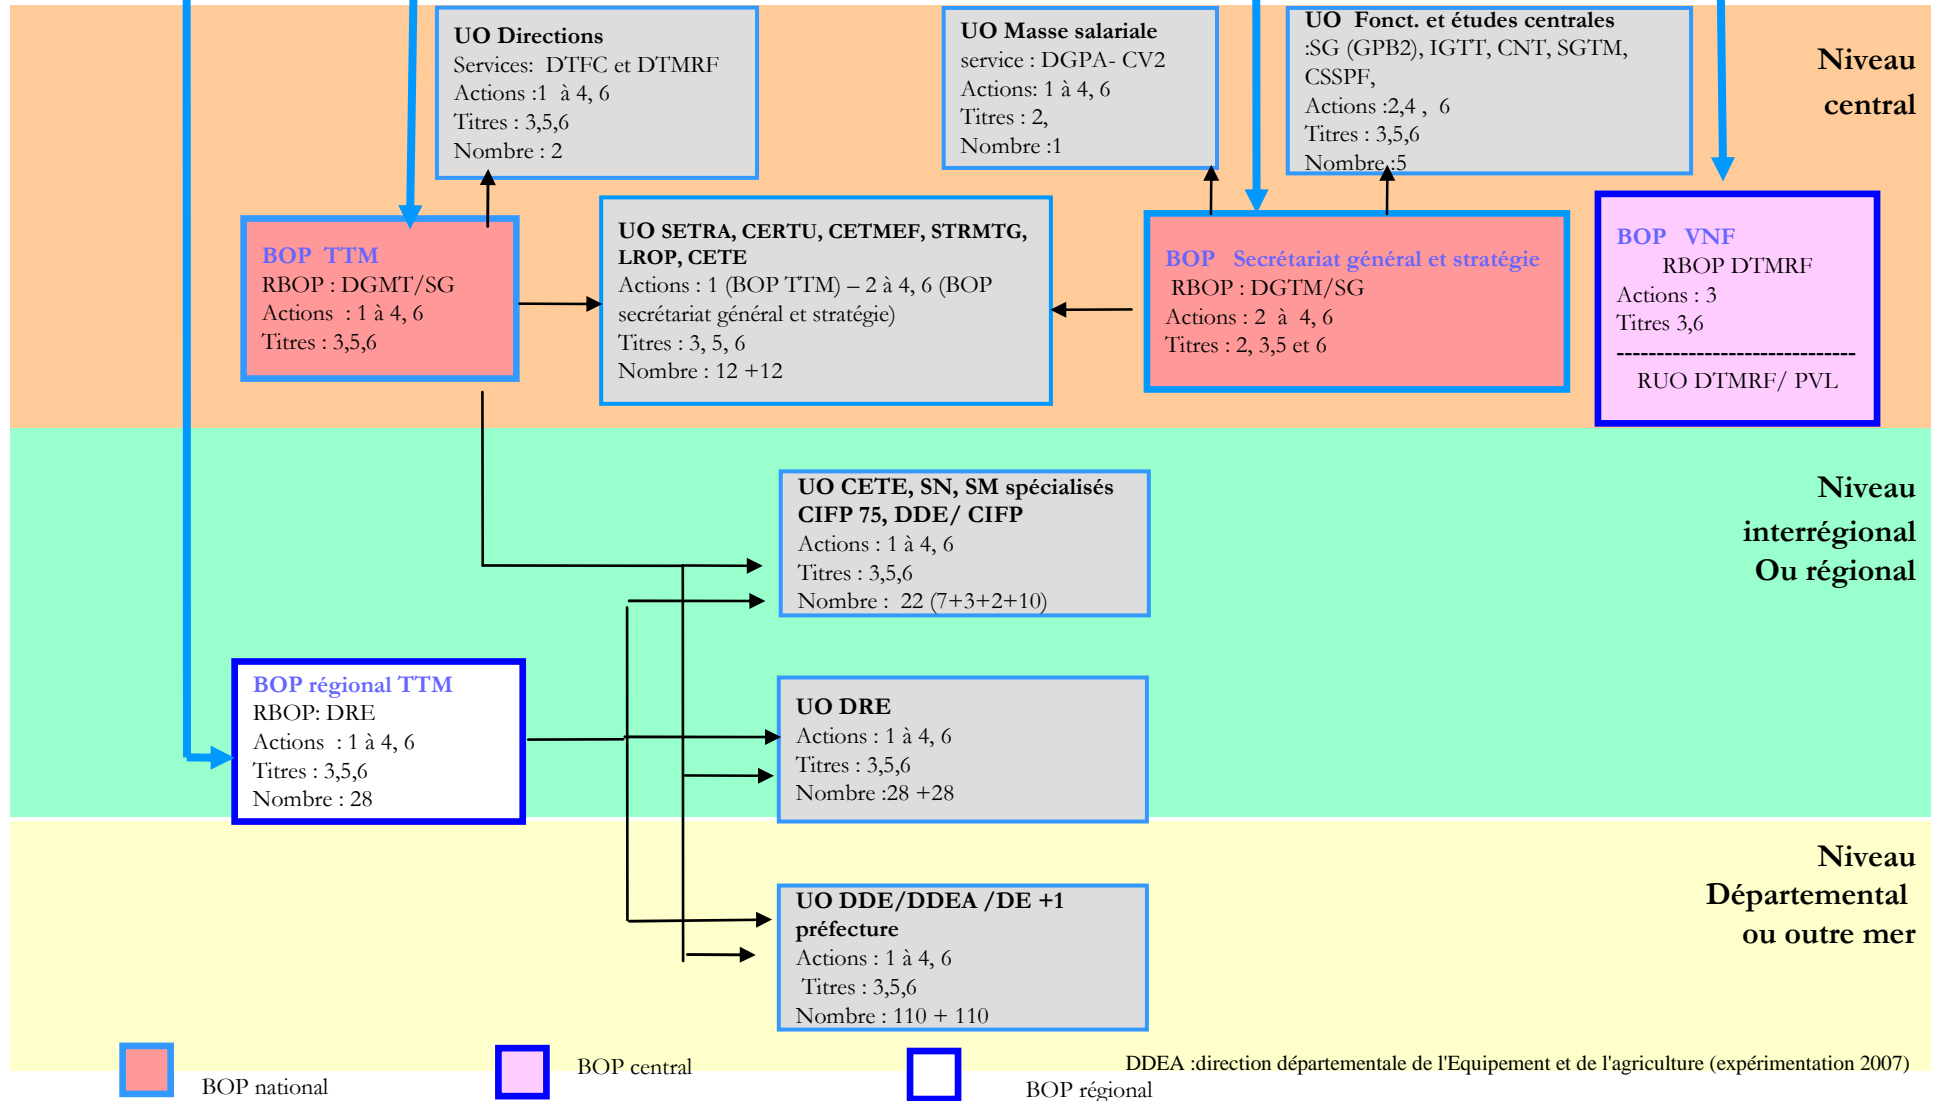 UO Directions
Services: DTFC et DTMRF
Actions :1 à 4, 6
Titres : 3,5,6
Nombre : 2
UO Masse salariale
service : DGPA- CV2
Actions: 1 à 4, 6
Titres : 2,
Nombre :1
UO Fonct. et études centrales
:SG (GPB2), IGTT, CNT, SGTM,
CSSPF,
Actions :2,4 , 6
Titres : 3,5,6
Nombre :5
Niveau
central
BOP TTM
RBOP : DGMT/SG
Actions : 1 à 4, 6
Titres : 3,5,6
UO SETRA, CERTU, CETMEF, STRMTG,
LROP, CETE
Actions : 1 (BOP TTM) – 2 à 4, 6 (BOP
secrétariat général et stratégie)
Titres : 3, 5, 6
Nombre : 12 +12
BOP Secrétariat général et stratégie
RBOP : DGTM/SG
Actions : 2 à 4, 6
Titres : 2, 3,5 et 6
BOP VNF
RBOP DTMRF
Actions : 3
Titres 3,6
------------------------------
RUO DTMRF/ PVL
UO CETE, SN, SM spécialisés
CIFP 75, DDE/ CIFP
Actions : 1 à 4, 6
Titres : 3,5,6
Nombre : 22 (7+3+2+10)
Niveau
interrégional
Ou régional
BOP régional TTM
RBOP: DRE
Actions : 1 à 4, 6
Titres : 3,5,6
Nombre : 28
UO DRE
Actions : 1 à 4, 6
Titres : 3,5,6
Nombre :28 +28
UO DDE/DDEA /DE +1
préfecture
Actions : 1 à 4, 6
Titres : 3,5,6
Nombre : 110 + 110
Niveau
Départemental
ou outre mer
BOP national
BOP central
BOP régional
DDEA :direction départementale de l'Equipement et de l'agriculture (expérimentation 2007)